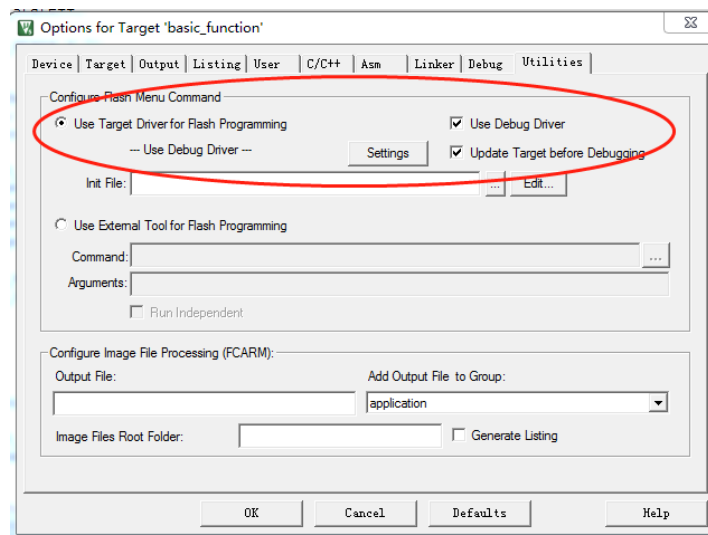 Options for Target 'basic_function'
Device Target Output Listing User C/C++ Asm Linker Debug Utilities
Configure Flash Menu Command
Use Target Driver for Flash Programming Use Debug Driver
--- Use Debug Driver --- Settings Update Target before Debugging
Init File: ... Edit...
Use External Tool for Flash Programming
Command: ...
Arguments:
Run Independent
Configure Image File Processing (FCARM):
Output File: Add Output File to Group:
application
Image Files Root Folder: Generate Listing
OK Cancel Defaults Help